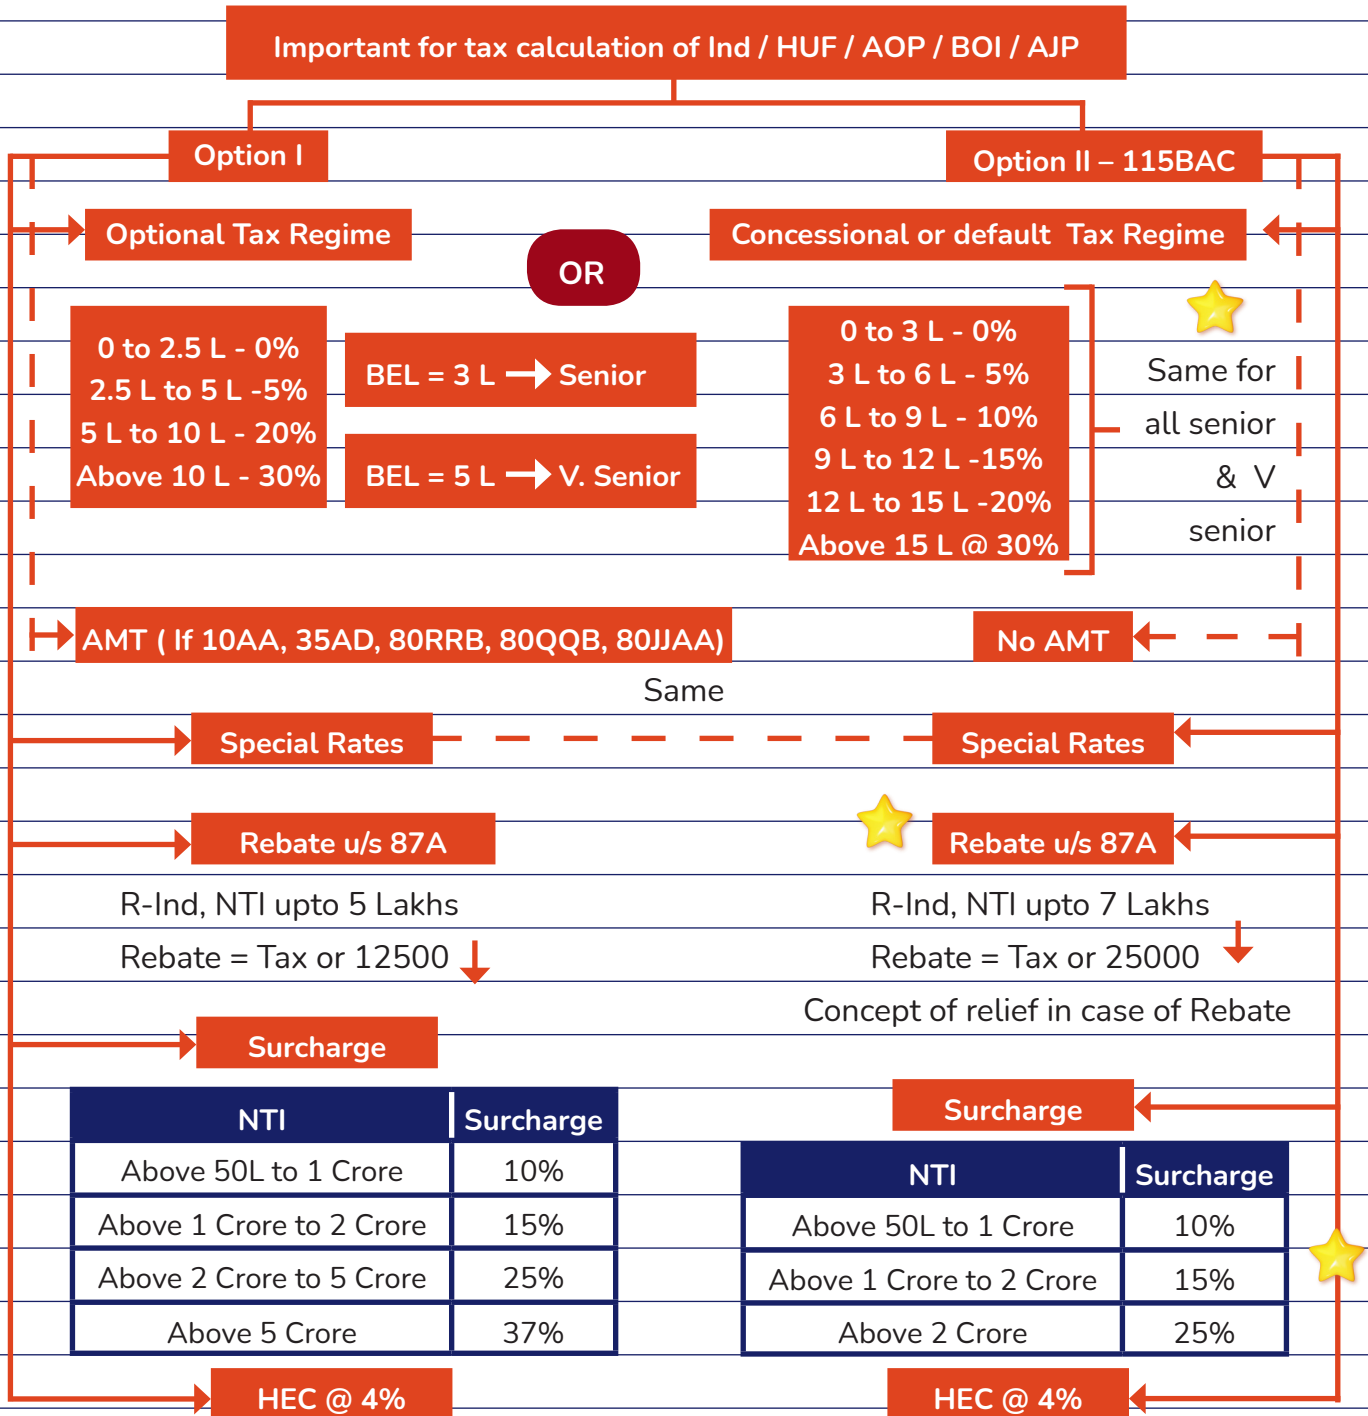 Important for tax calculation of Ind / HUF / AOP / BOI / AJP
Option I
Option II – 115BAC
Optional Tax Regime
Concessional or default Tax Regime
OR
0 to 2.5 L - 0%
2.5 L to 5 L -5%
5 L to 10 L - 20%
Above 10 L - 30%
BEL = 3 L Senior
BEL = 5 L V. Senior
0 to 3 L - 0%
3 L to 6 L - 5%
6 L to 9 L - 10%
9 L to 12 L -15%
12 L to 15 L -20%
Above 15 L @ 30%
Same for
all senior
& V
senior
AMT ( If 10AA, 35AD, 80RRB, 80QQB, 80JJAA)
No AMT
Same
Special Rates
Special Rates
Rebate u/s 87A
R-Ind, NTI upto 5 Lakhs
Rebate = Tax or 12500
Rebate u/s 87A
R-Ind, NTI upto 7 Lakhs
Rebate = Tax or 25000
Concept of relief in case of Rebate
Surcharge
NTI Surcharge
Above 50L to 1 Crore 10%
Above 1 Crore to 2 Crore 15%
Above 2 Crore to 5 Crore 25%
Above 5 Crore 37%
HEC @ 4%
Surcharge
NTI Surcharge
Above 50L to 1 Crore 10%
Above 1 Crore to 2 Crore 15%
Above 2 Crore 25%
HEC @ 4%